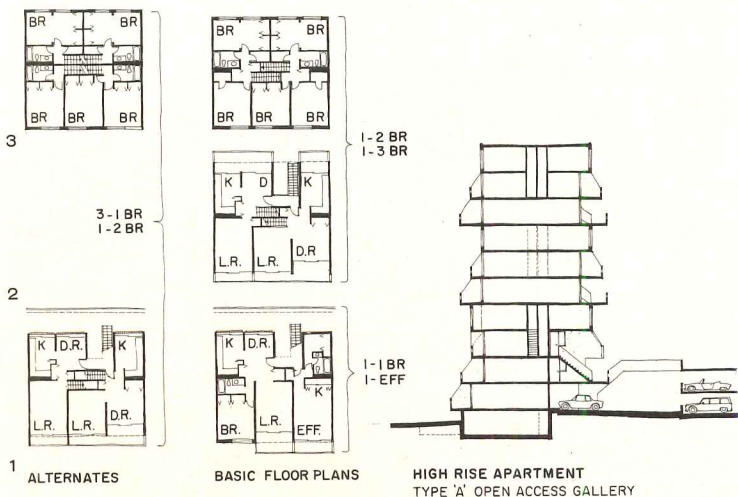 BR BR
BR BR BR
BR BR
BR BR BR
3
1-2 BR
1-3 BR
K D K
3-1 BR
1-2 BR
L.R. L.R. D.R
2
K D.R. K
L.R. L.R. D.R.
K D.R.
K
BR. L.R. EFF.
1-1 BR
1-EFF
1
ALTERNATES
BASIC FLOOR PLANS
HIGH RISE APARTMENT
TYPE 'A' OPEN ACCESS GALLERY